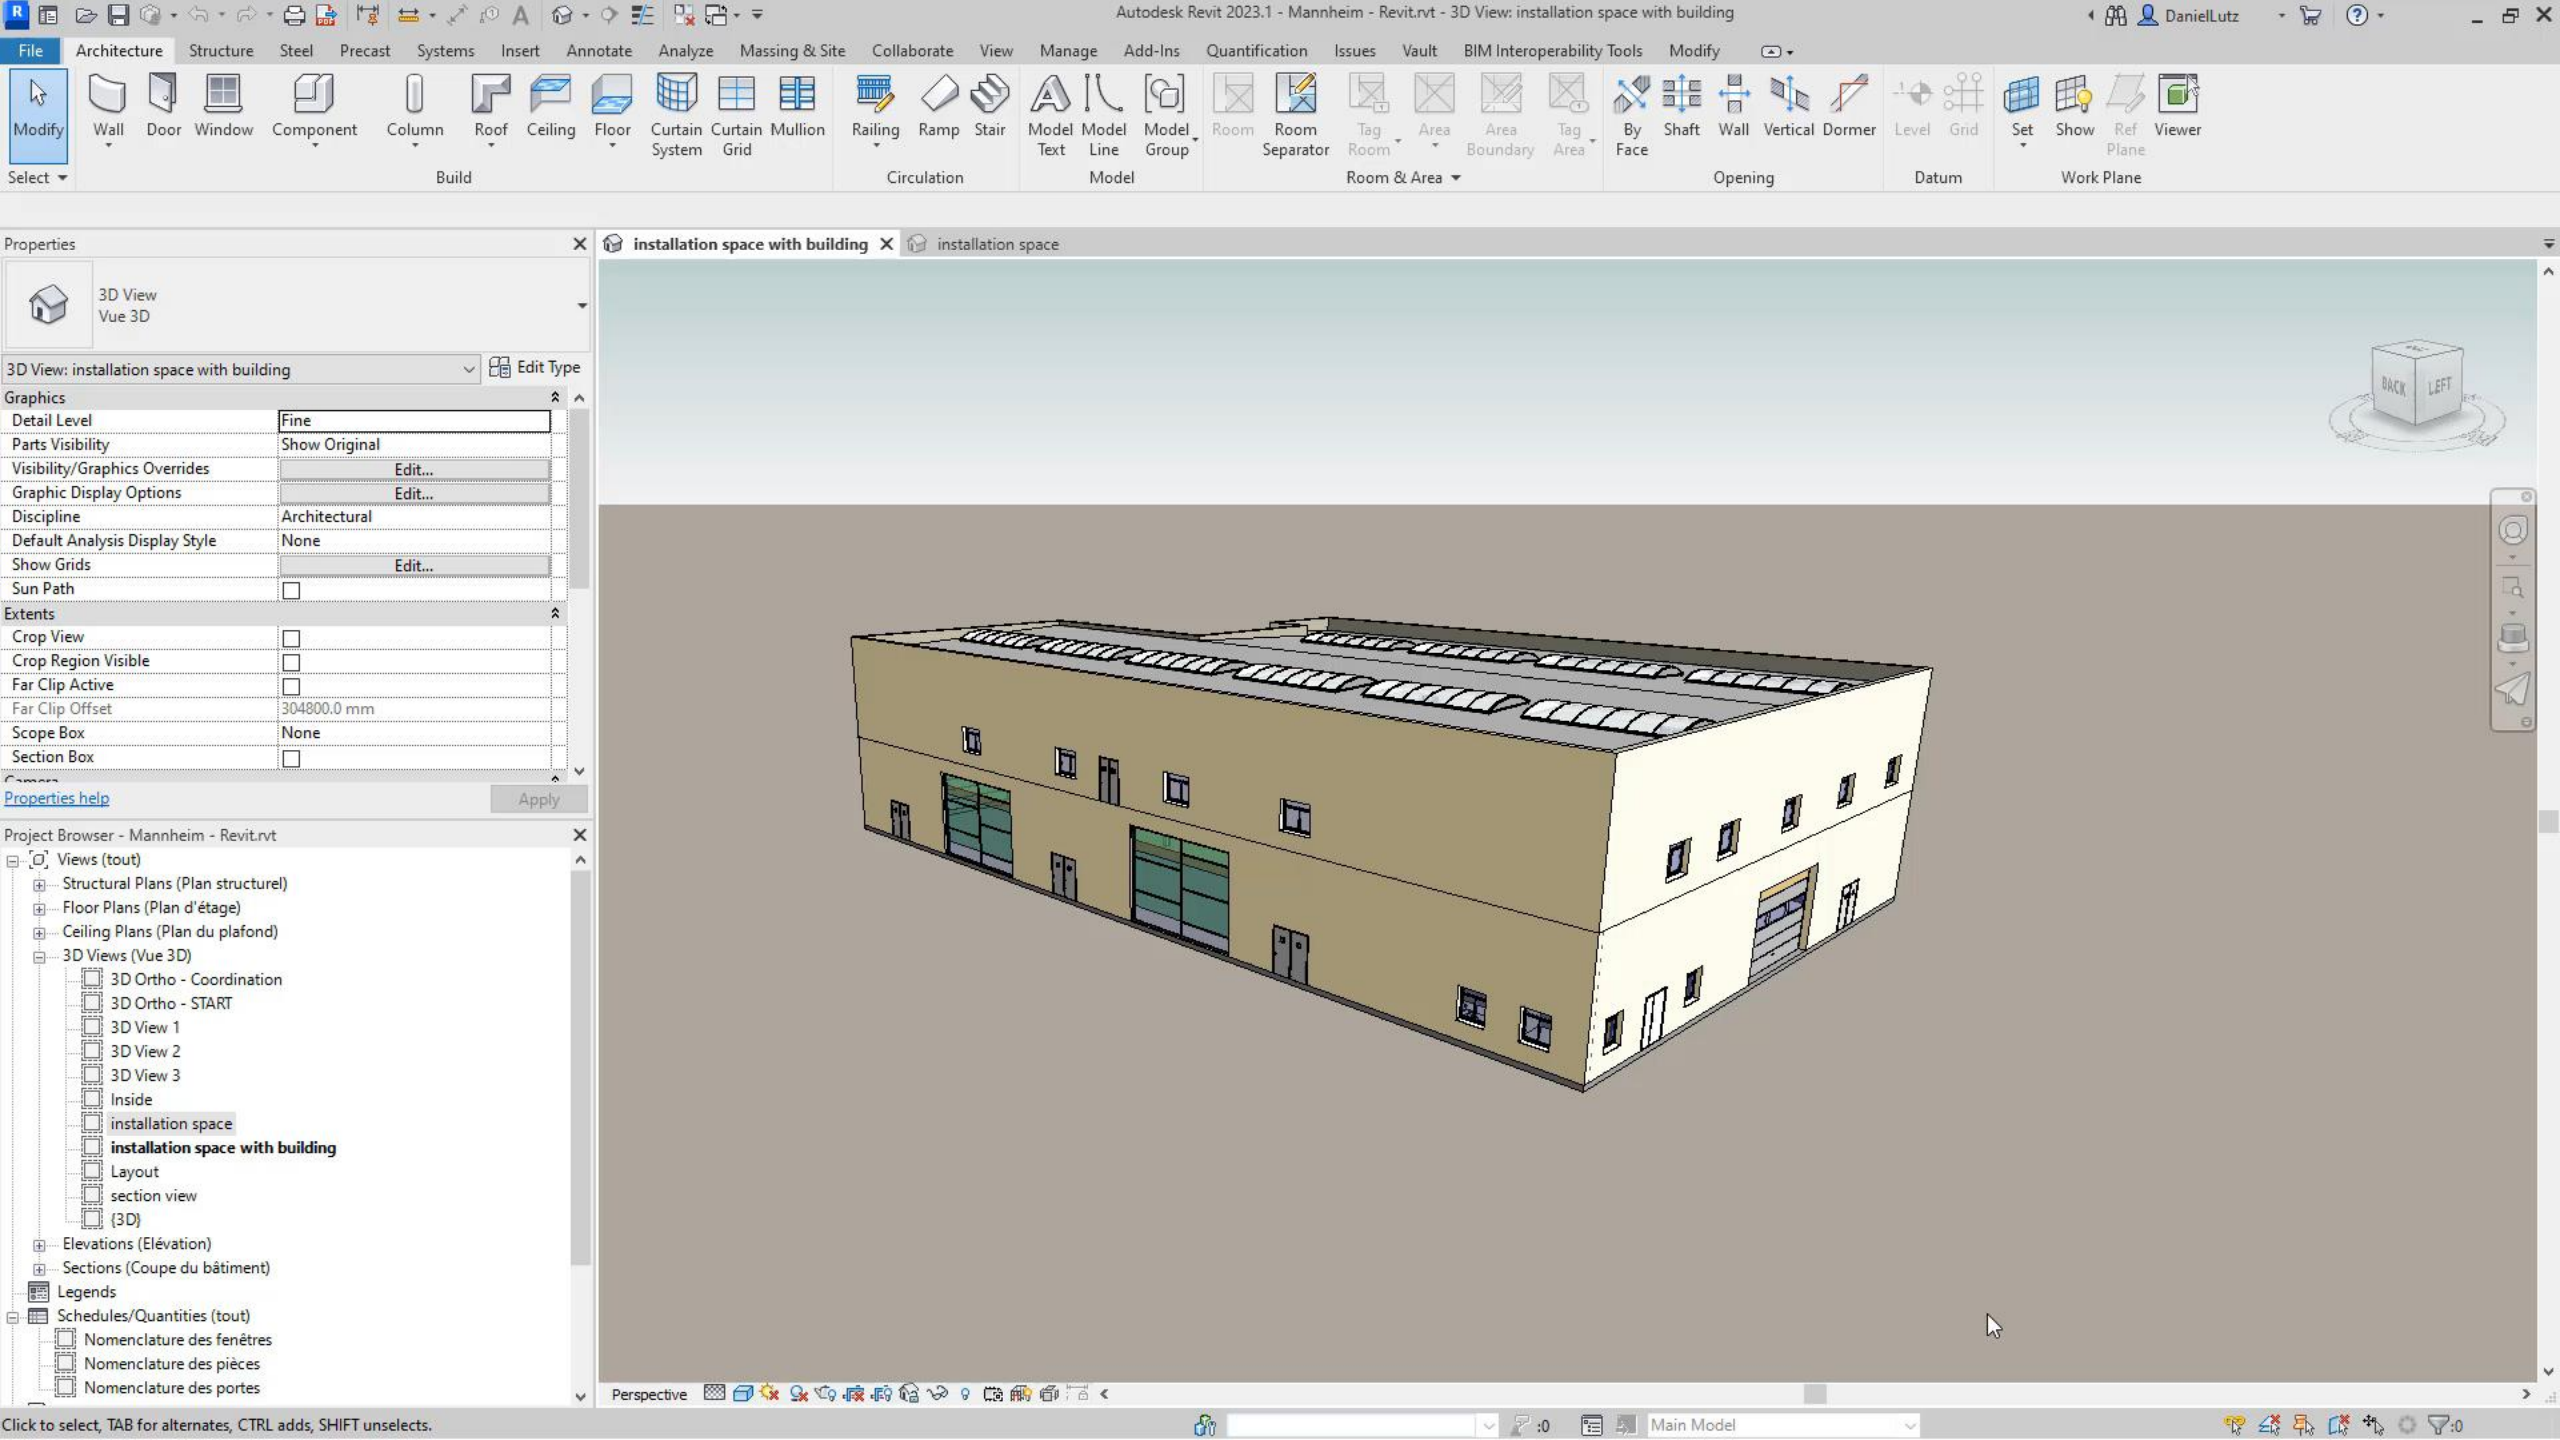 Autodesk Revit 2023.1 - Mannheim - Revit.rvt - 3D View: installation space with building
DanielLutz
File Architecture Structure Steel Precast Systems Insert Annotate Analyze Massing & Site Collaborate View Manage Add-Ins Quantification Issues Vault BIM Interoperability Tools Modify
Modify Wall Door Window Component Column Roof Ceiling Floor Curtain System Curtain Grid Mullion Railing Ramp Stair Model Text Model Line Model Group Room Room Separator Tag Room Area Area Boundary Tag Area By Face Shaft Wall Vertical Dormer Level Grid Set Show Ref Plane Viewer
Select Build Circulation Model Room & Area Opening Datum Work Plane
Properties
installation space with building
installation space
3D View
Vue 3D
3D View: installation space with building
Edit Type
Graphics
Detail Level Fine
Parts Visibility Show Original
Visibility/Graphics Overrides Edit...
Graphic Display Options Edit...
Discipline Architectural
Default Analysis Display Style None
Show Grids Edit...
Sun Path
Extents
Crop View
Crop Region Visible
Far Clip Active
Far Clip Offset 304800.0 mm
Scope Box None
Section Box
Camera
Properties help Apply
BACK LEFT
Project Browser - Mannheim - Revit.rvt
Views (tout)
Structural Plans (Plan structurel)
Floor Plans (Plan d'étage)
Ceiling Plans (Plan du plafond)
3D Views (Vue 3D)
3D Ortho - Coordination
3D Ortho - START
3D View 1
3D View 2
3D View 3
Inside
installation space
installation space with building
Layout
section view
{3D}
Elevations (Elévation)
Sections (Coupe du bâtiment)
Legends
Schedules/Quantities (tout)
Nomenclature des fenêtres
Nomenclature des pièces
Nomenclature des portes
Perspective
Click to select, TAB for alternates, CTRL adds, SHIFT unselects.
:0
Main Model
:0